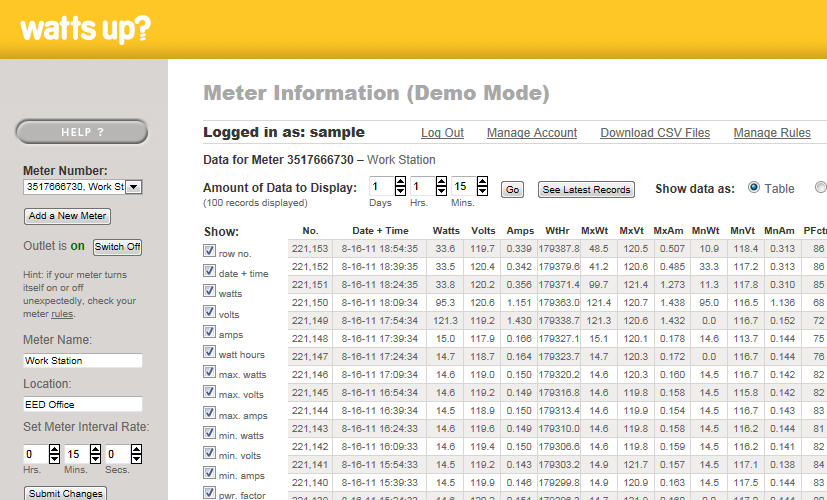 watts up?
HELP ?
Meter Number:
3517666730, Work St
Add a New Meter
Outlet is on Switch Off
Hint: if your meter turns
itself on or off
unexpectedly, check your
meter rules.
Meter Name:
Work Station
Location:
EED Office
Set Meter Interval Rate:
0 15 0
Hrs. Mins. Secs.
Submit Changes
Meter Information (Demo Mode)
Logged in as: sample Log Out Manage Account Download CSV Files Manage Rules
Data for Meter 3517666730 – Work Station
Amount of Data to Display: 1 1 15 Go See Latest Records Show data as: Table
(100 records displayed) Days Hrs. Mins.
Show:
row no.
date + time
watts
volts
amps
watt hours
max. watts
max. volts
max. amps
min. watts
min. volts
min. amps
pwr. factor
No. Date + Time Watts Volts Amps WtHr MxWt MxVt MxAm MnWt MnVt MnAm PFctr
221,153 8-16-11 18:54:35 33.6 119.7 0.339 179387.8 48.5 120.5 0.507 10.9 118.4 0.313 86
221,152 8-16-11 18:39:35 33.5 120.4 0.342 179379.6 41.2 120.6 0.485 33.3 117.2 0.313 86
221,151 8-16-11 18:24:35 33.8 120.2 0.356 179371.4 99.7 121.4 1.273 11.3 117.8 0.310 85
221,150 8-16-11 18:09:34 95.3 120.6 1.151 179363.0 121.4 120.7 1.438 95.0 116.5 1.136 68
221,149 8-16-11 17:54:34 121.3 119.2 1.430 179338.7 121.3 120.6 1.432 0.0 116.7 0.152 72
221,148 8-16-11 17:39:34 15.0 117.9 0.166 179327.1 15.1 120.1 0.178 14.6 113.7 0.144 75
221,147 8-16-11 17:24:34 14.7 118.7 0.164 179323.7 14.7 120.3 0.172 0.0 116.7 0.144 76
221,146 8-16-11 17:09:34 14.6 119.0 0.150 179320.2 14.6 120.3 0.160 14.5 116.7 0.142 82
221,145 8-16-11 16:54:34 14.5 119.2 0.149 179316.8 14.5 119.8 0.158 14.5 115.8 0.142 82
221,144 8-16-11 16:39:34 14.5 118.9 0.150 179313.4 14.6 119.9 0.154 14.5 116.7 0.143 83
221,143 8-16-11 16:24:33 14.6 119.6 0.149 179310.0 14.6 119.8 0.158 14.5 116.2 0.144 81
221,142 8-16-11 16:09:33 14.6 119.4 0.150 179306.6 14.6 119.8 0.159 14.5 116.2 0.141 82
221,141 8-16-11 15:54:33 14.5 119.2 0.143 179303.2 14.9 121.7 0.157 14.5 117.1 0.138 84
221,140 8-16-11 15:39:33 14.5 119.9 0.146 179299.8 14.9 120.9 0.163 14.5 116.5 0.144 83